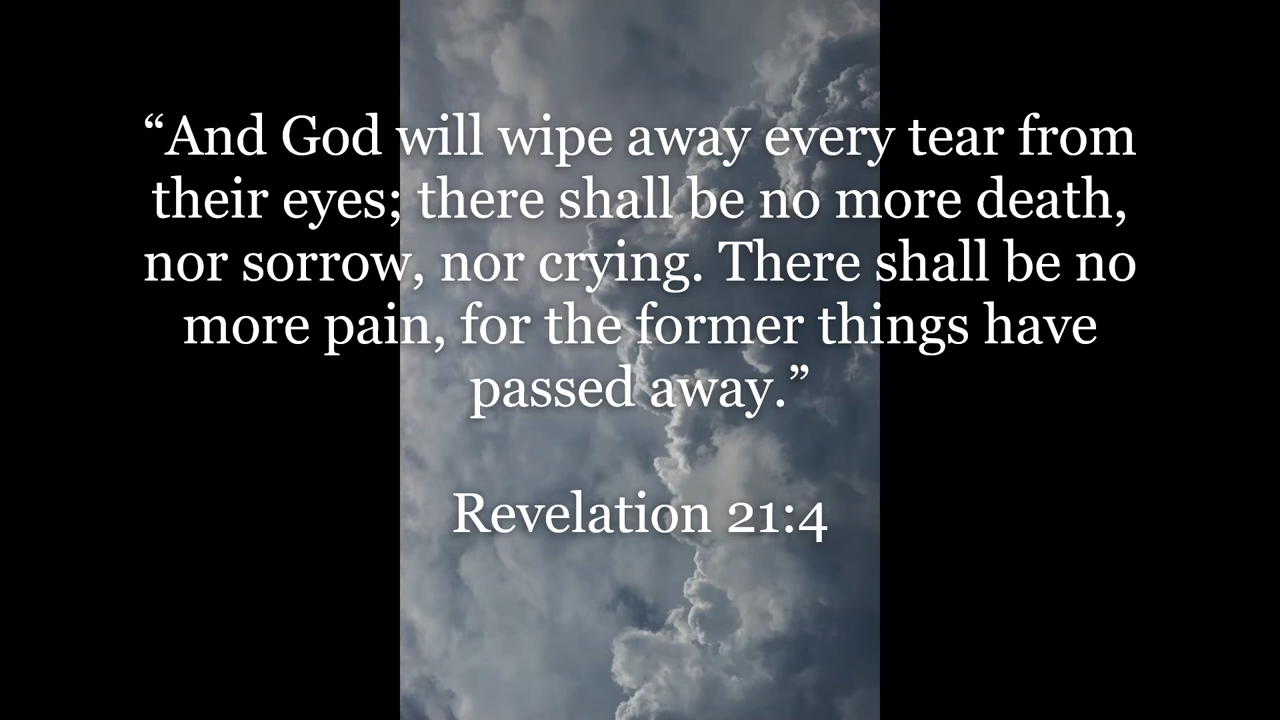 “And God will wipe away every tear from
their eyes; there shall be no more death,
nor sorrow, nor crying. There shall be no
more pain, for the former things have
passed away.”
Revelation 21:4